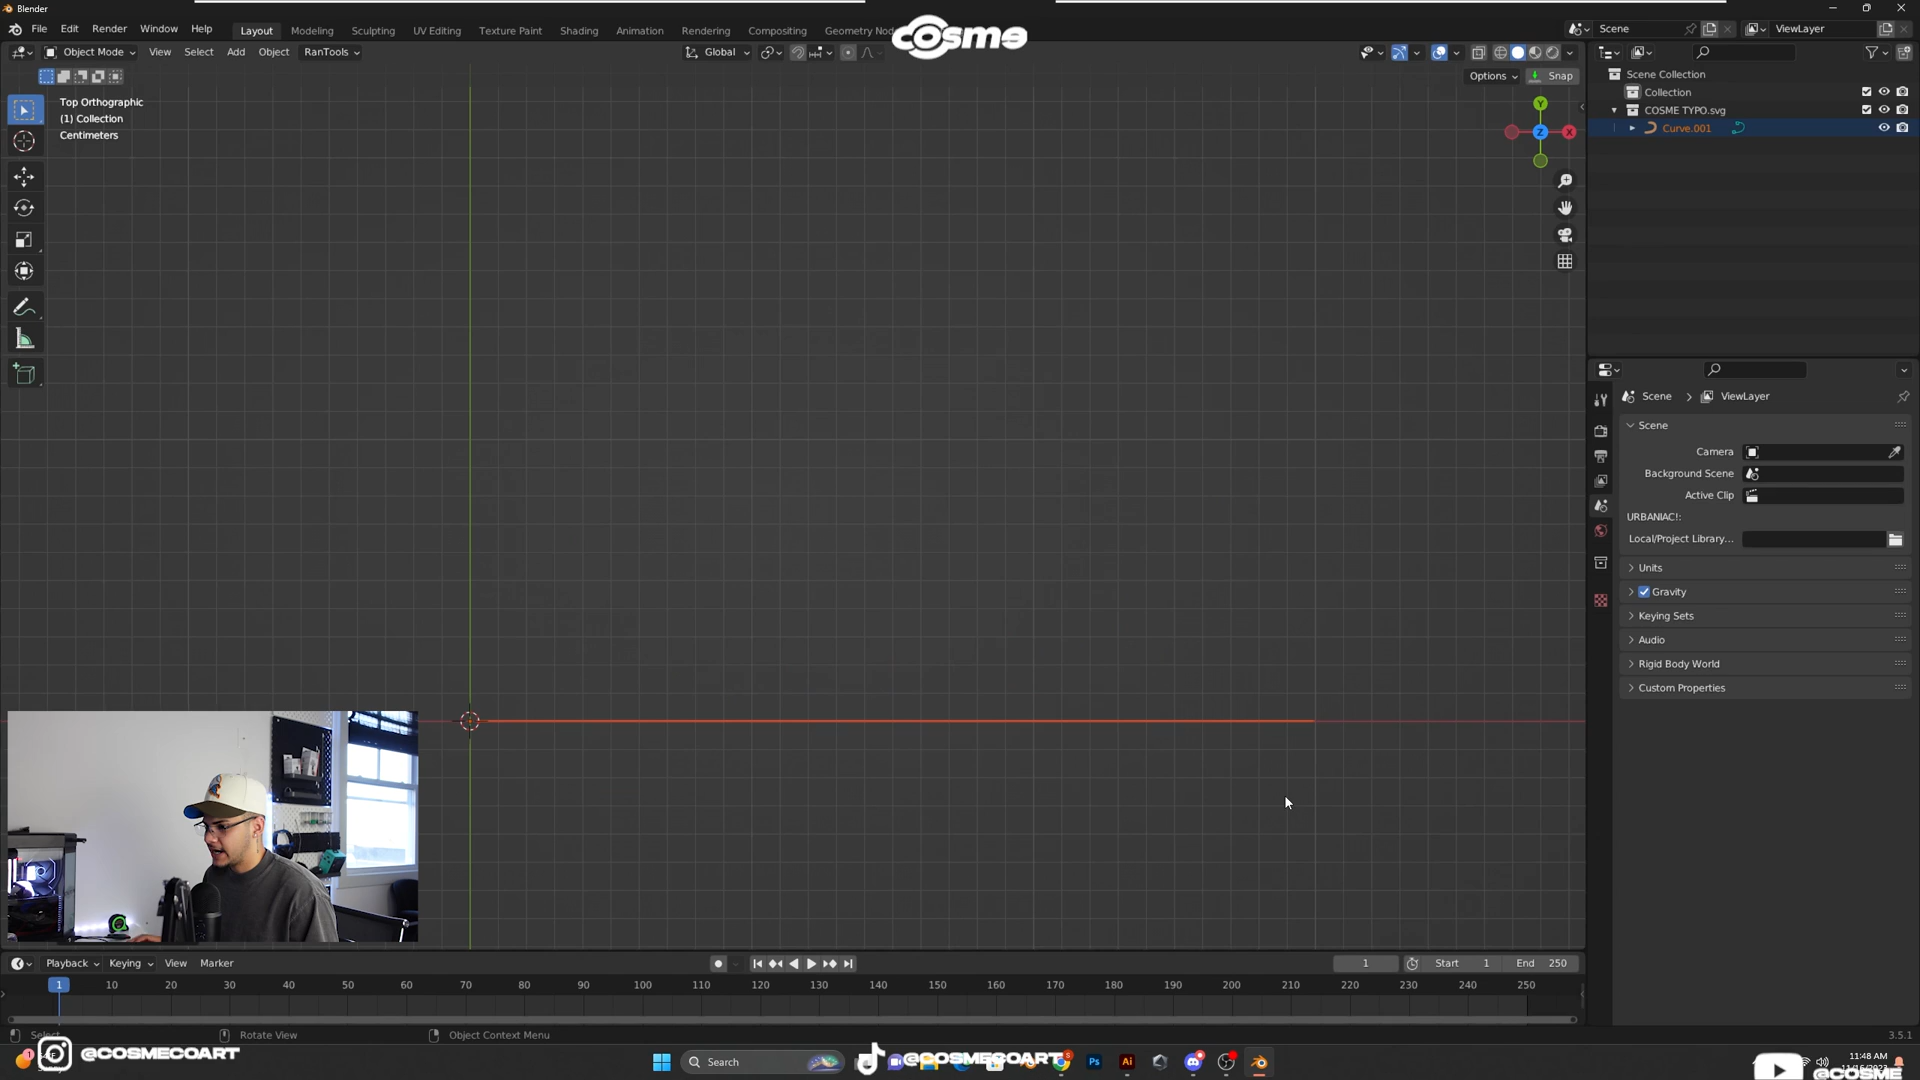 Blender
File Edit Render Window Help
Layout Modeling Sculpting UV Editing Texture Paint Shading Animation Rendering Compositing Geometry Nod
cosme
Scene
ViewLayer
Object Mode View Select Add Object RanTools
Global
Options
Snap
Top Orthographic
(1) Collection
Centimeters
Y
Z
X
Scene Collection
Collection
COSME TYPO.svg
Curve.001
Scene > ViewLayer
Scene
Camera
Background Scene
Active Clip
URBANIAC!:
Local/Project Library...
Units
Gravity
Keying Sets
Audio
Rigid Body World
Custom Properties
Playback Keying View Marker
1
Start 1
End 250
1 10 20 30 40 50 60 70 80 90 100 110 120 130 140 150 160 170 180 190 200 210 220 230 240 250
Select
Rotate View
Object Context Menu
3.5.1
@COSMECOART
Search
@COSMECOART
Ps
Ai
11:48 AM
@COSME